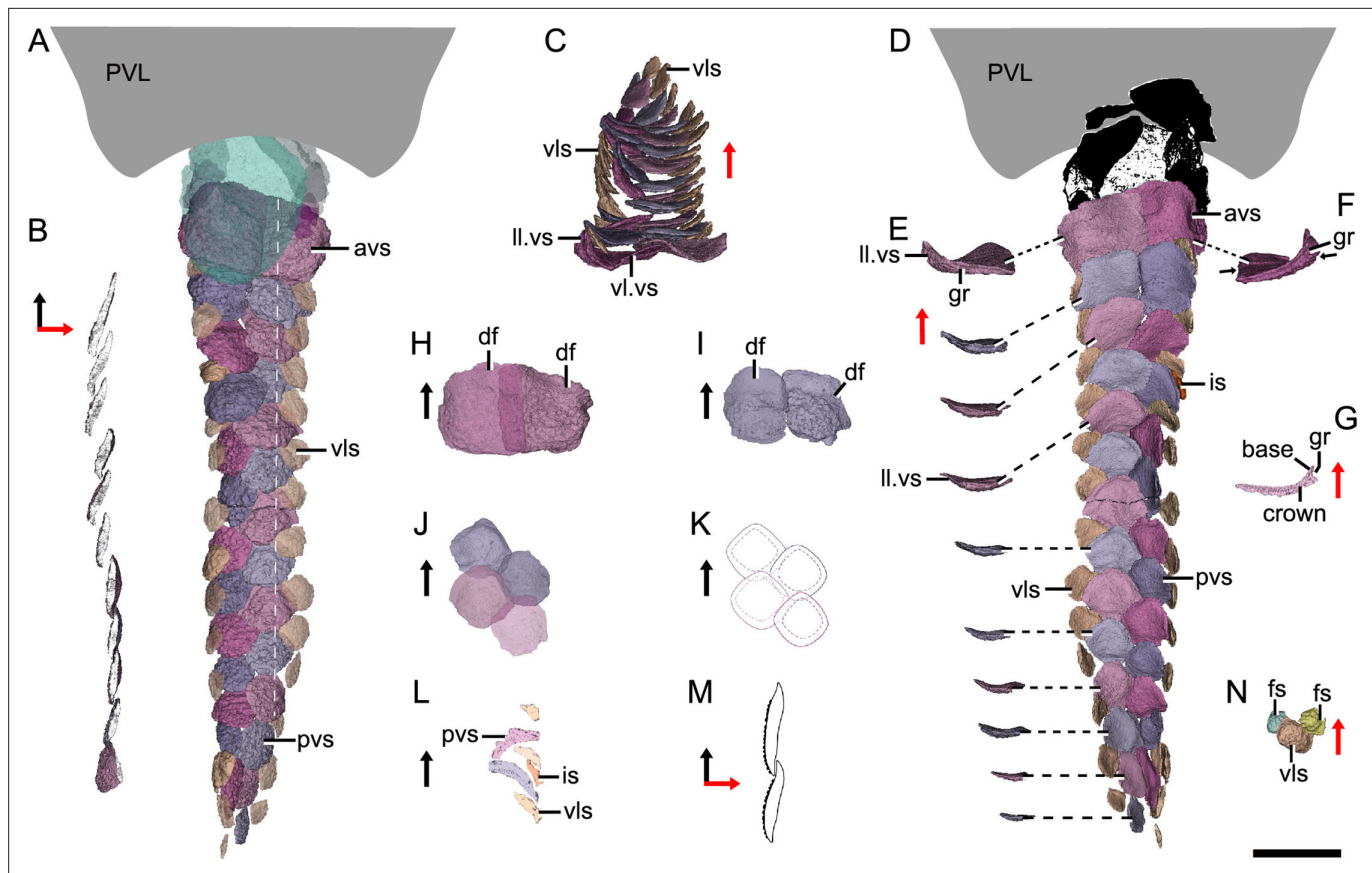 A
PVL
B
avs
vls
pvs
C
vls
vls
ll.vs
vl.vs
D
PVL
avs
E
ll.vs
gr
F
gr
is
ll.vs
G
gr
base
crown
vls
pvs
H
df
df
I
df
df
J
K
L
pvs
is
vls
M
N
fs
fs
vls